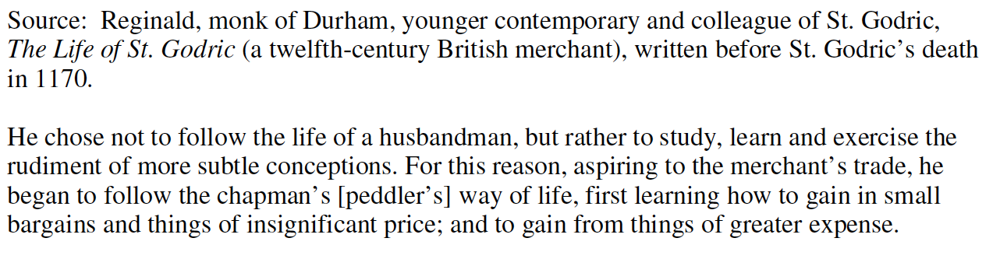 Source:  Reginald, monk of Durham, younger contemporary and colleague of St. Godric,
The Life of St. Godric (a twelfth-century British merchant), written before St. Godric’s death
in 1170.
He chose not to follow the life of a husbandman, but rather to study, learn and exercise the
rudiment of more subtle conceptions. For this reason, aspiring to the merchant’s trade, he
began to follow the chapman’s [peddler’s] way of life, first learning how to gain in small
bargains and things of insignificant price; and to gain from things of greater expense.